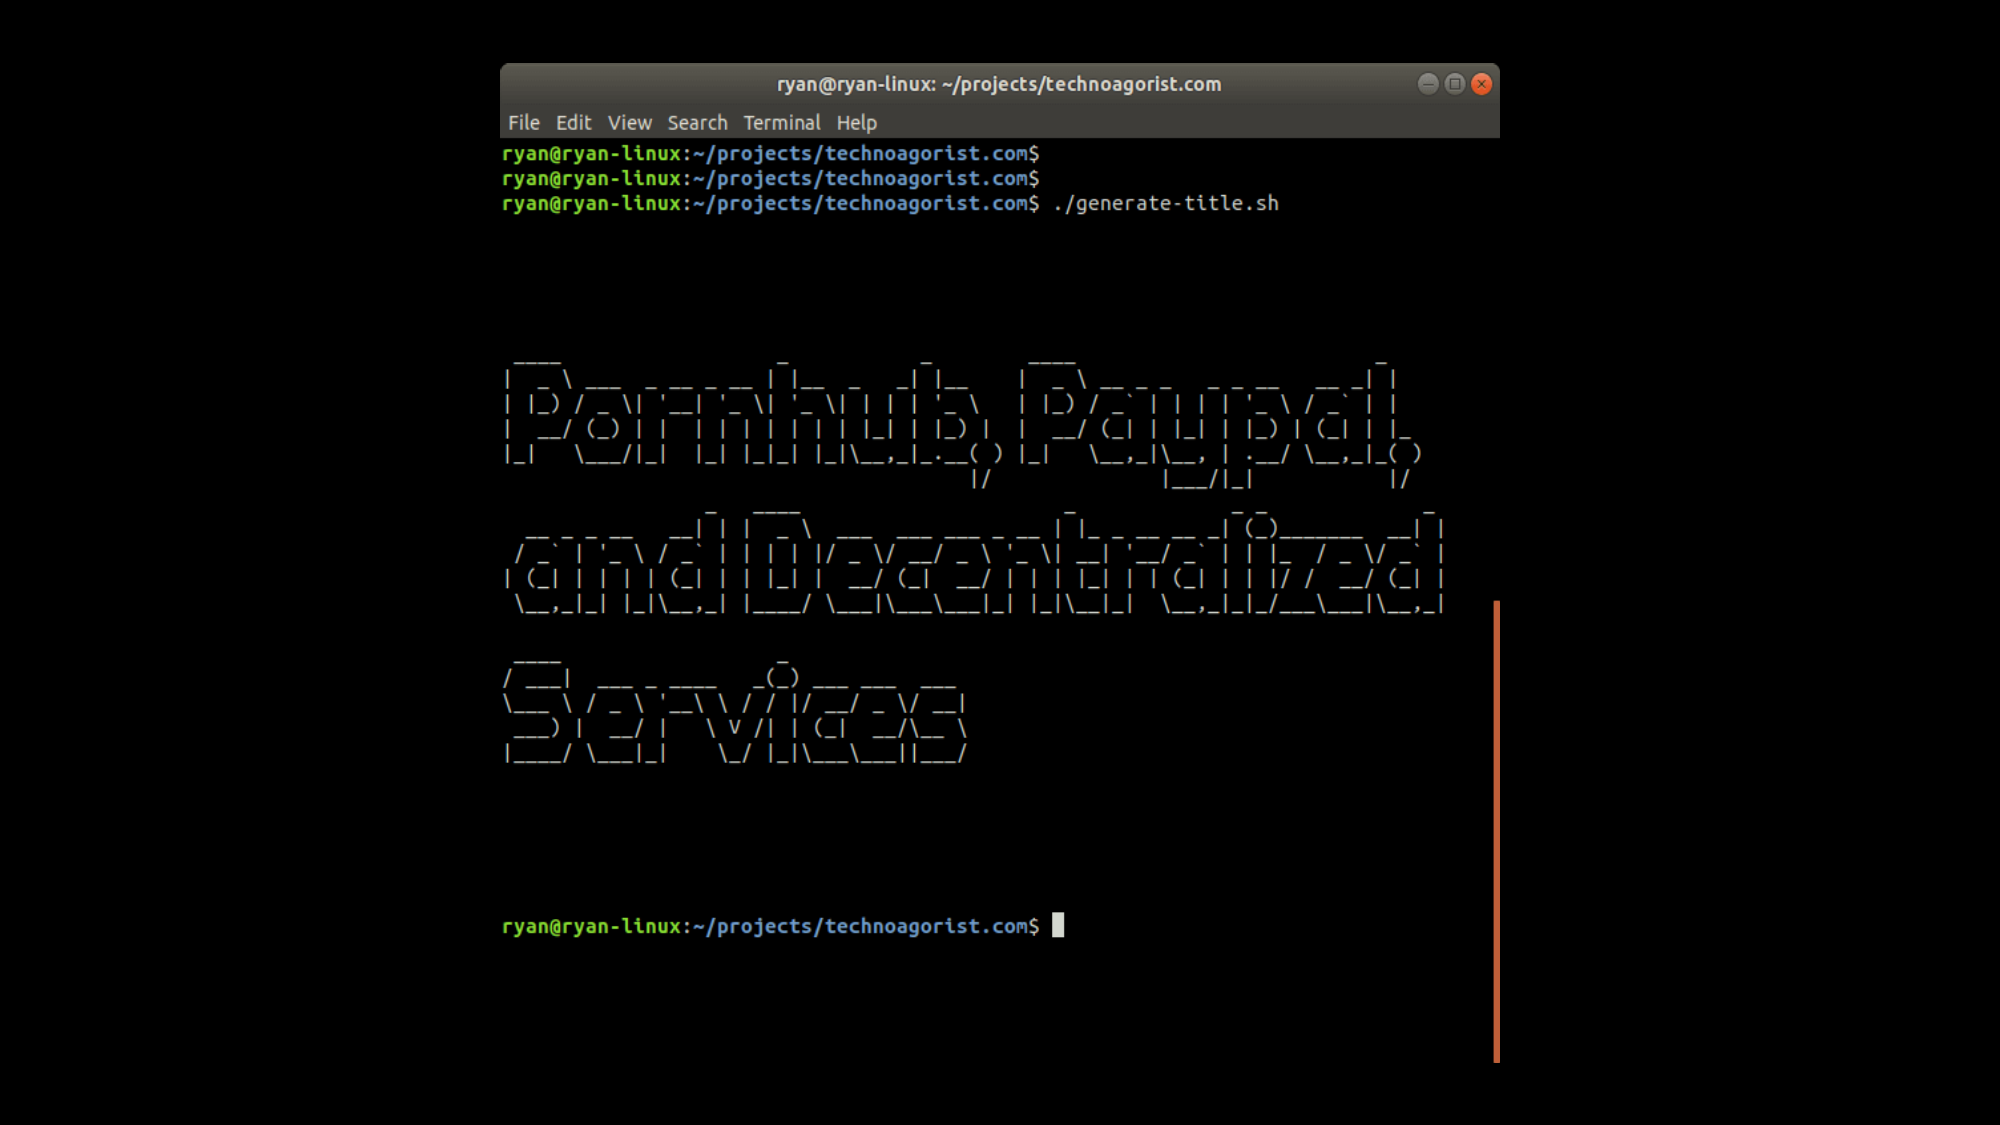 ryan@ryan-linux: ~/projects/technoagorist.com
File Edit View Search Terminal Help
ryan@ryan-linux:~/projects/technoagorist.com$
ryan@ryan-linux:~/projects/technoagorist.com$
ryan@ryan-linux:~/projects/technoagorist.com$ ./generate-title.sh
Pornhub, Paypal,
and Decentralized
Services
ryan@ryan-linux:~/projects/technoagorist.com$